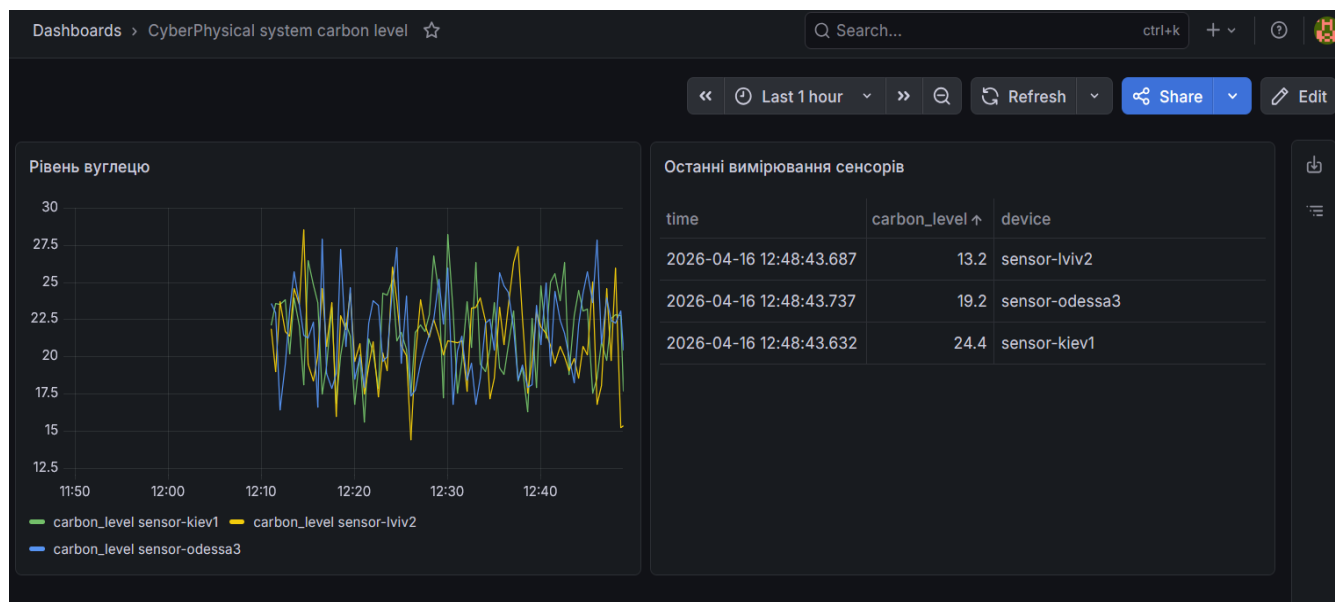 Dashboards › CyberPhysical system carbon level
Search... ctrl+k
Last 1 hour Refresh Share Edit
Рівень вуглецю
30
27.5
25
22.5
20
17.5
15
12.5
11:50 12:00 12:10 12:20 12:30 12:40
carbon_level sensor-kiev1 carbon_level sensor-lviv2
carbon_level sensor-odessa3
Останні вимірювання сенсорів
time carbon_level device
2026-04-16 12:48:43.687 13.2 sensor-lviv2
2026-04-16 12:48:43.737 19.2 sensor-odessa3
2026-04-16 12:48:43.632 24.4 sensor-kiev1